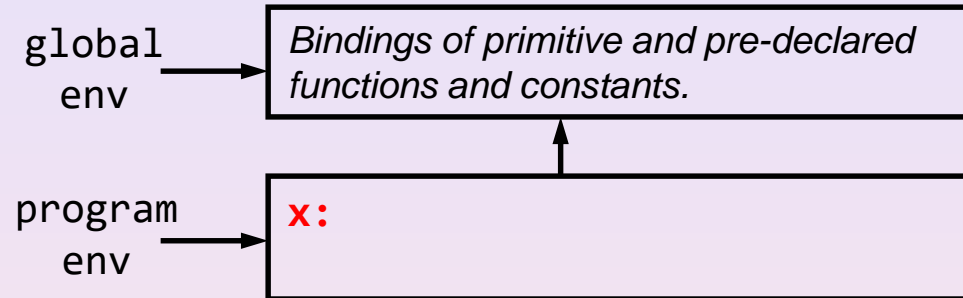 global
env
Bindings of primitive and pre-declared
functions and constants.
program
env
x: